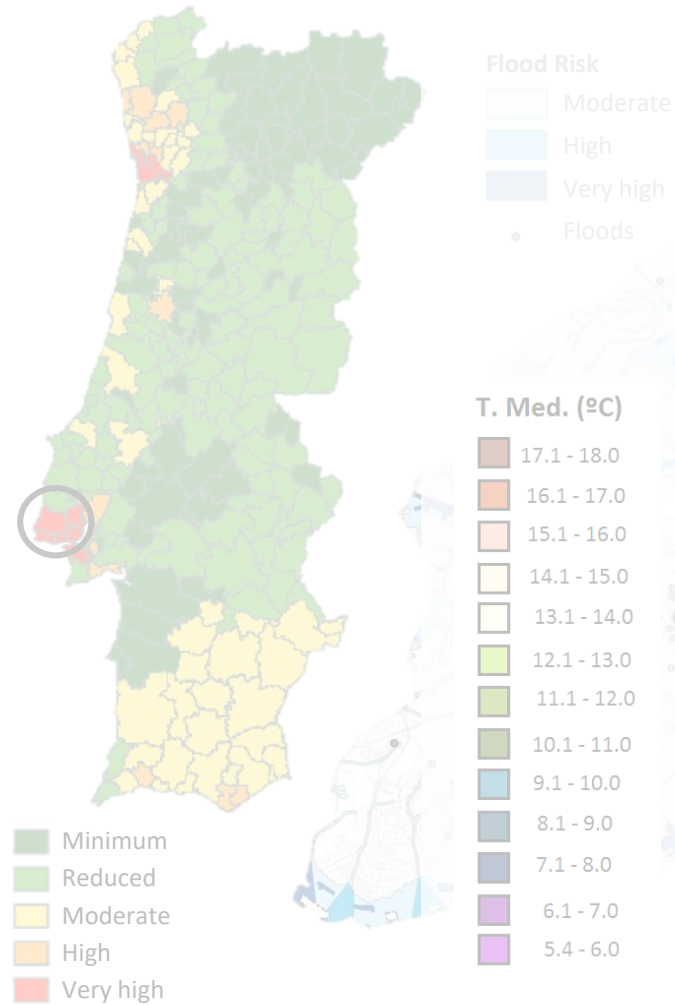 Flood Risk
Moderate
High
Very high
Floods
T. Med. (ºC)
17.1 - 18.0
16.1 - 17.0
15.1 - 16.0
14.1 - 15.0
13.1 - 14.0
12.1 - 13.0
11.1 - 12.0
10.1 - 11.0
9.1 - 10.0
8.1 - 9.0
7.1 - 8.0
6.1 - 7.0
5.4 - 6.0
Minimum
Reduced
Moderate
High
Very high